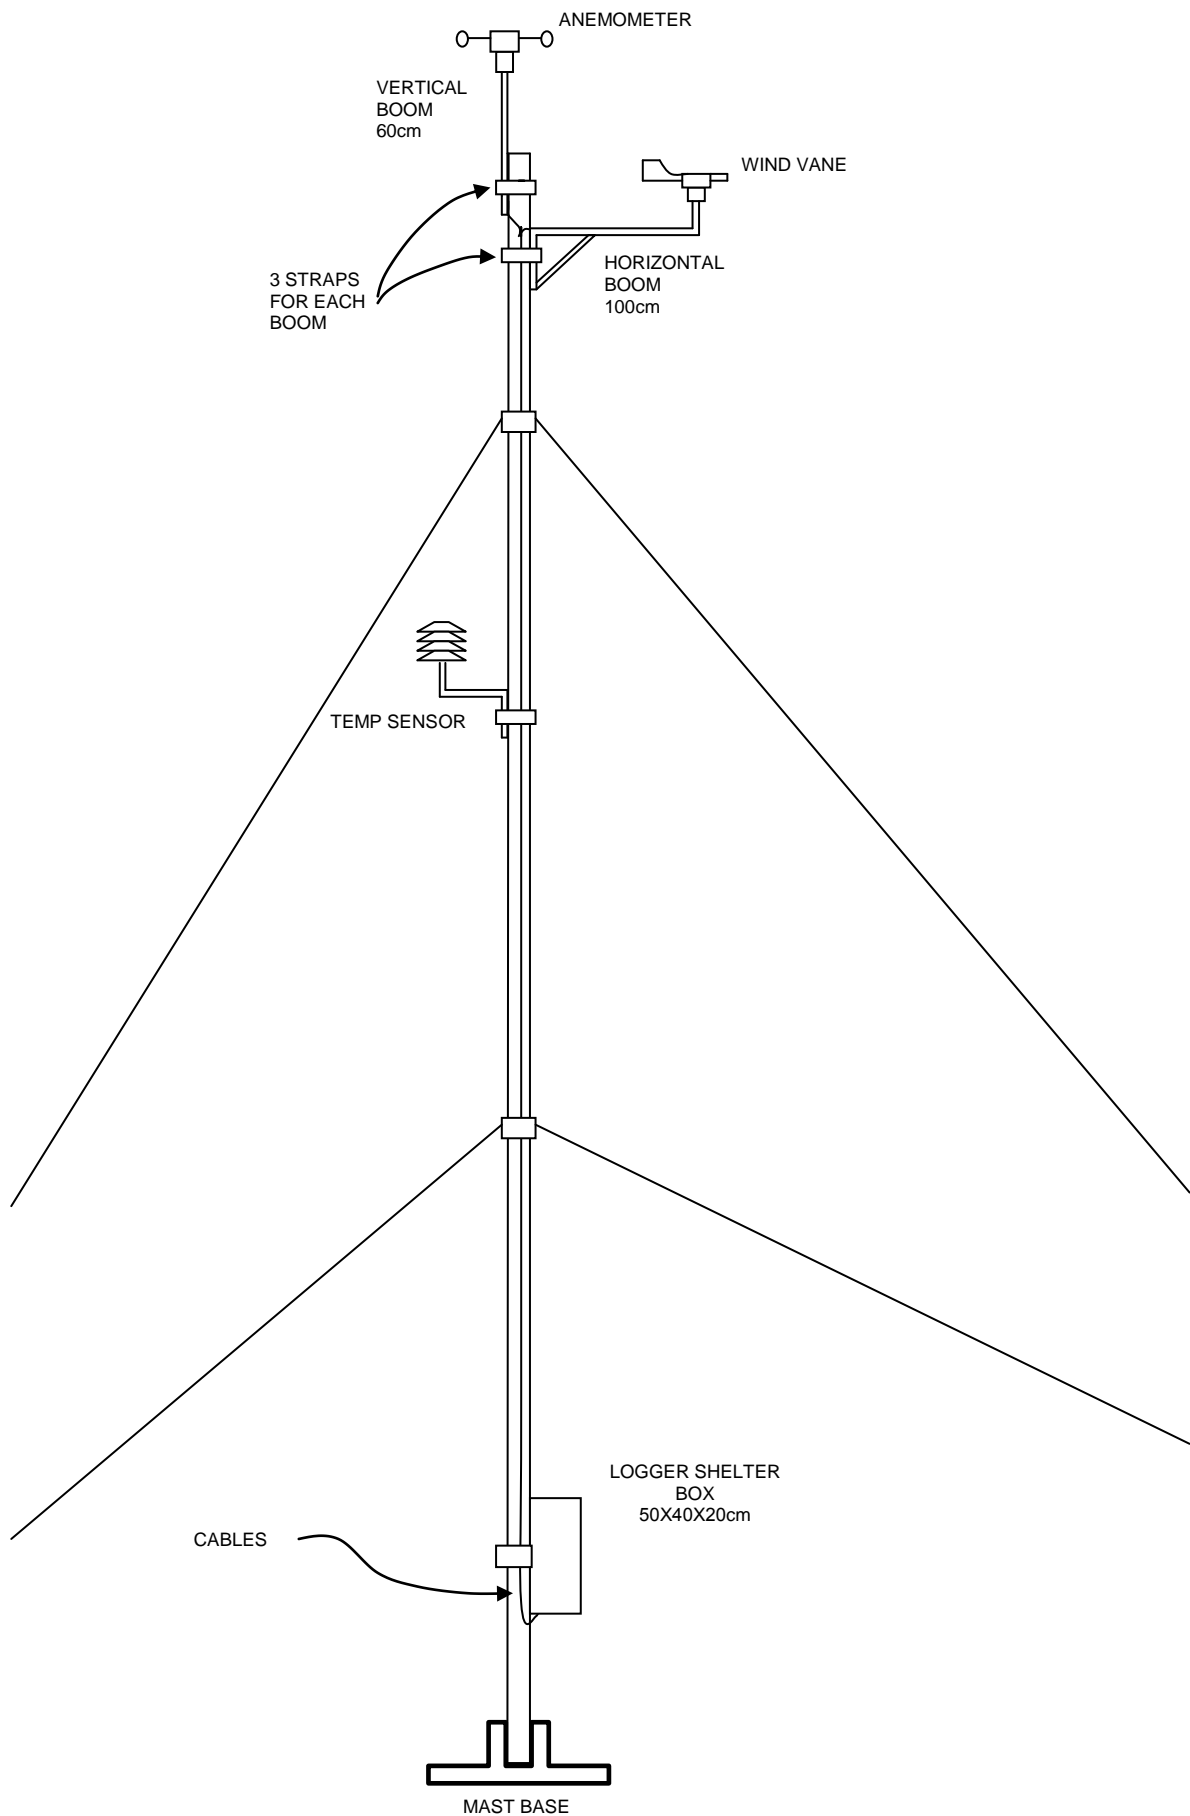 ANEMOMETER
VERTICAL
BOOM
60cm
WIND VANE
HORIZONTAL
BOOM
100cm
3 STRAPS
FOR EACH
BOOM
TEMP SENSOR
LOGGER SHELTER
BOX
50X40X20cm
CABLES
MAST BASE